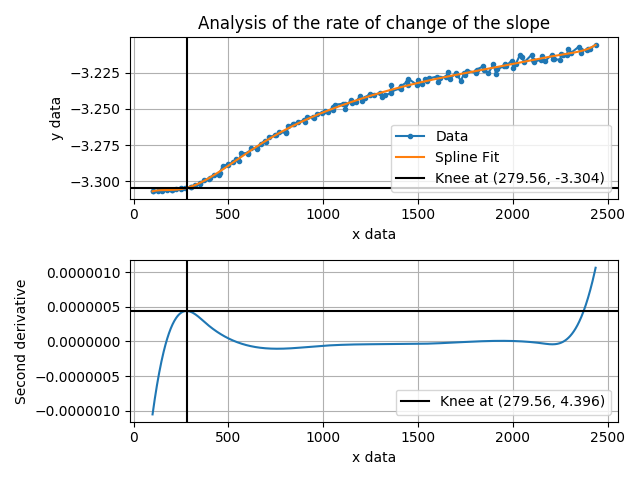 Analysis of the rate of change of the slope
y data
−3.225
−3.250
−3.275
−3.300
Data
Spline Fit
Knee at (279.56, -3.304)
0 500 1000 1500 2000 2500
x data
Second derivative
0.0000010
0.0000005
0.0000000
−0.0000005
−0.0000010
Knee at (279.56, 4.396)
0 500 1000 1500 2000 2500
x data